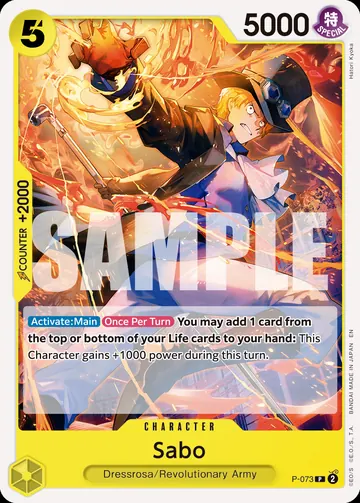 5
5000
特
SPECIAL
Hatori Kyoka
COUNTER +2000
SAMPLE
Activate:Main Once Per Turn You may add 1 card from
the top or bottom of your Life cards to your hand: This
Character gains +1000 power during this turn.
©E.O./S., T.A. BANDAI MADE IN JAPAN EN
CHARACTER
Sabo
Dressrosa/Revolutionary Army
P-073 P 2